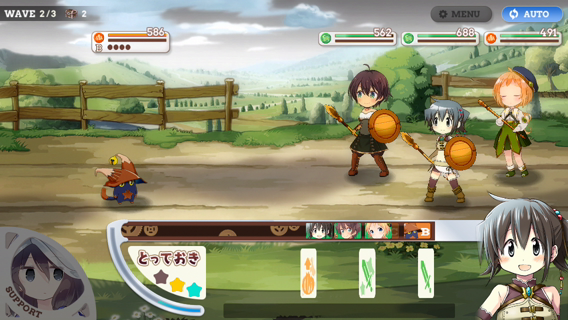 WAVE 2/3 2
MENU
AUTO
586
B
562
688
491
B
とっておき
SUPPORT